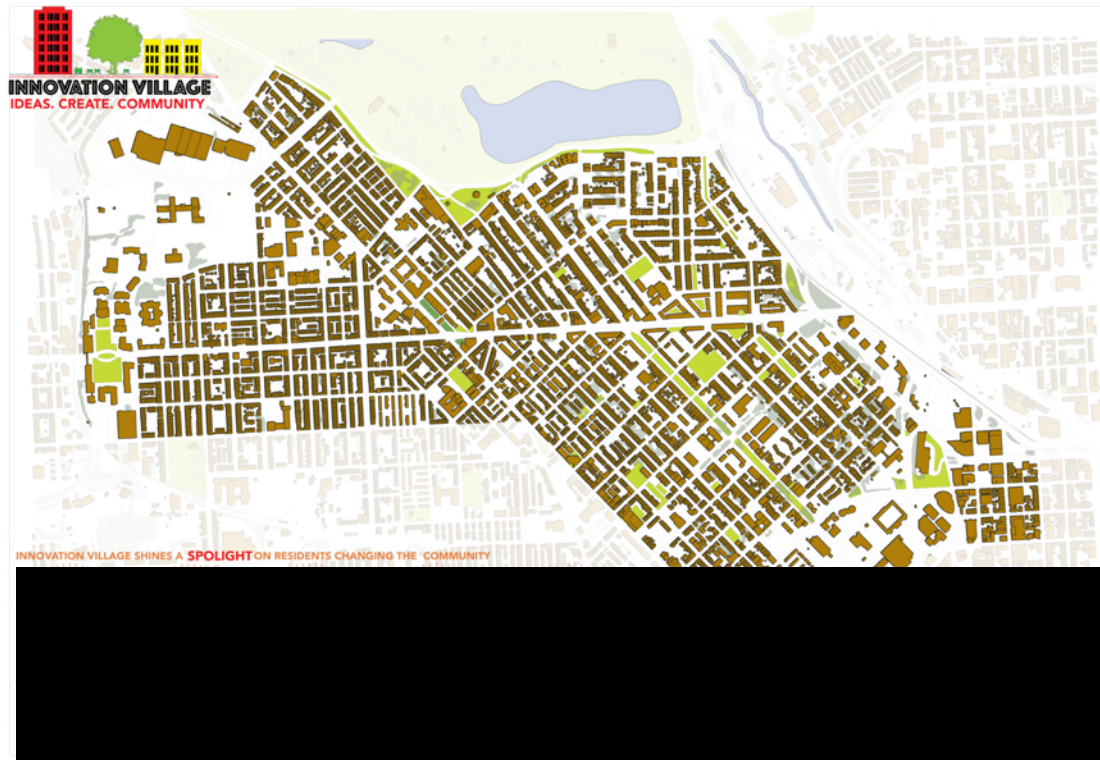 INNOVATION VILLAGE
IDEAS. CREATE. COMMUNITY
INNOVATION VILLAGE SHINES A SPOLIGHT ON RESIDENTS CHANGING THE COMMUNITY